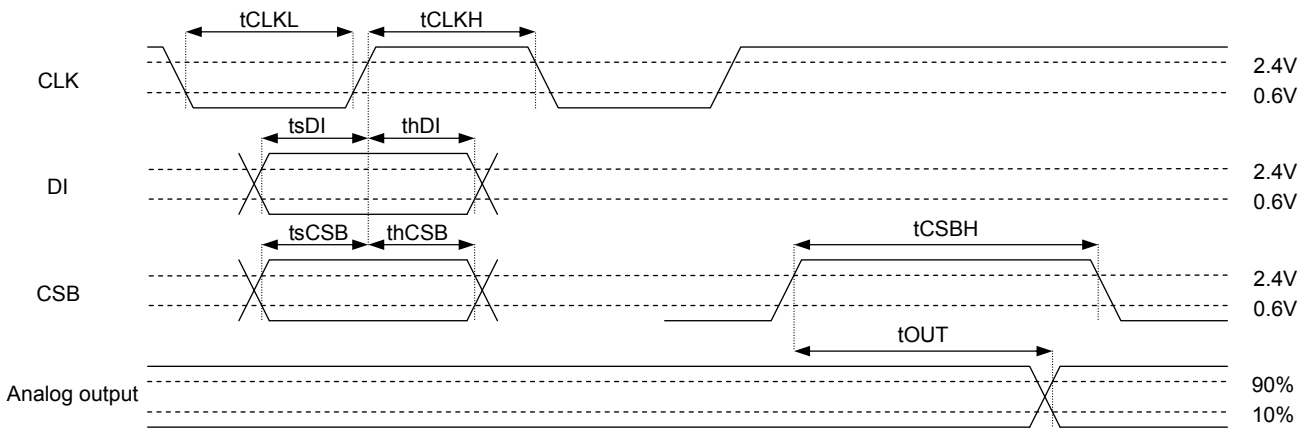 tCLKL
tCLKH
CLK
2.4V
0.6V
tsDI
thDI
DI
2.4V
0.6V
tsCSB
thCSB
tCSBH
CSB
2.4V
0.6V
tOUT
Analog output
90%
10%